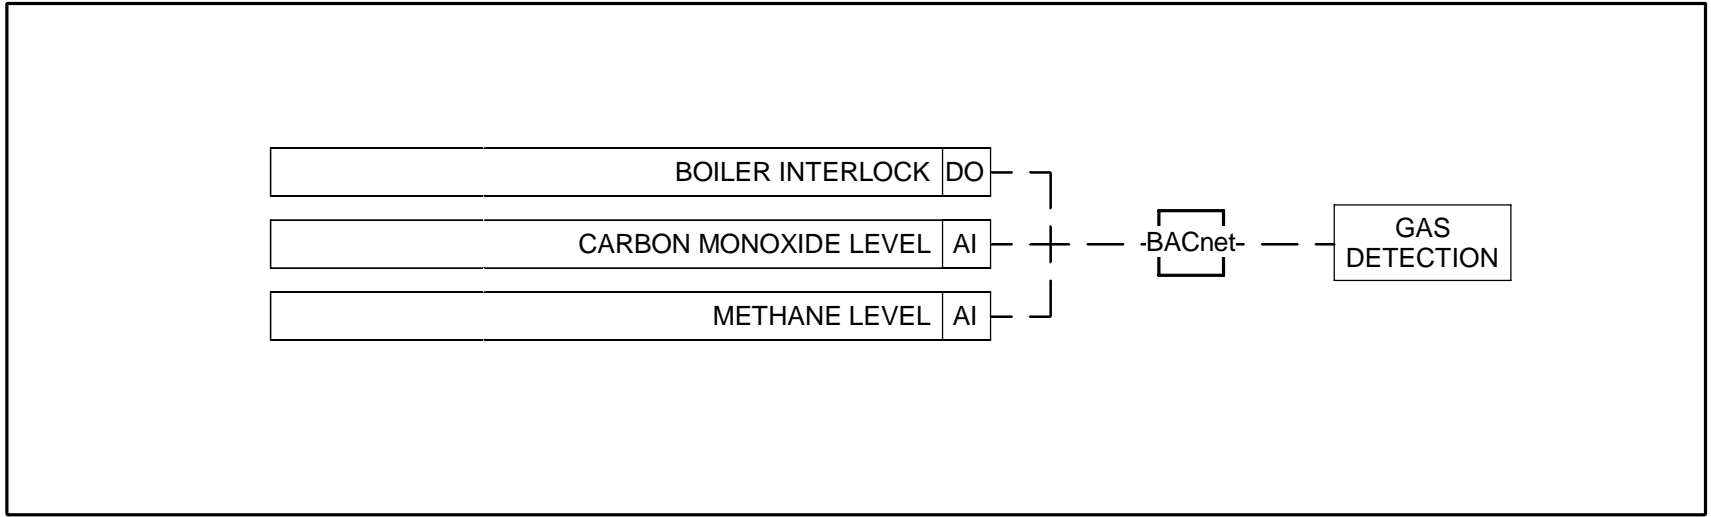 BOILER INTERLOCK DO
CARBON MONOXIDE LEVEL AI
METHANE LEVEL AI
BACnet
GAS
DETECTION